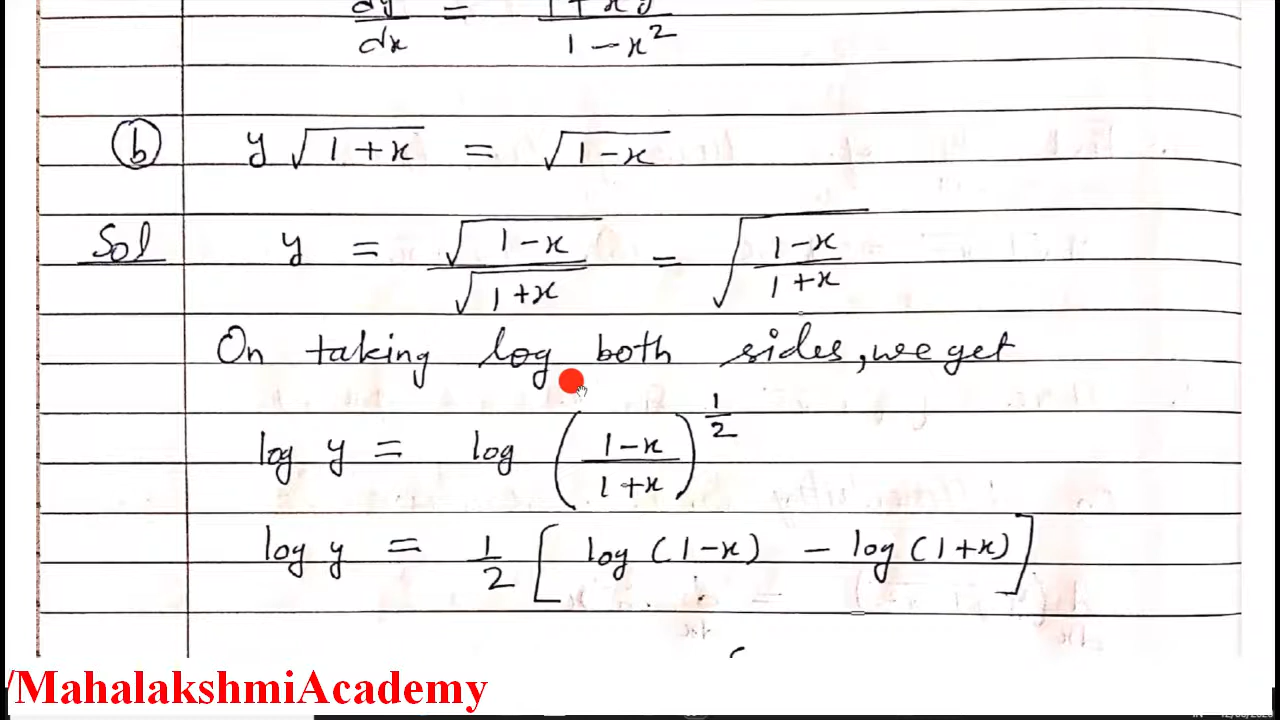 dy/dx = 1+xy/1-x²
(b) y √1+x = √1-x
Sol y = √1-x/√1+x = √(1-x/1+x)
On taking log both sides, we get
log y = log (1-x/1+x)^1/2
log y = 1/2 [ log (1-x) - log (1+x) ]
/MahalakshmiAcademy